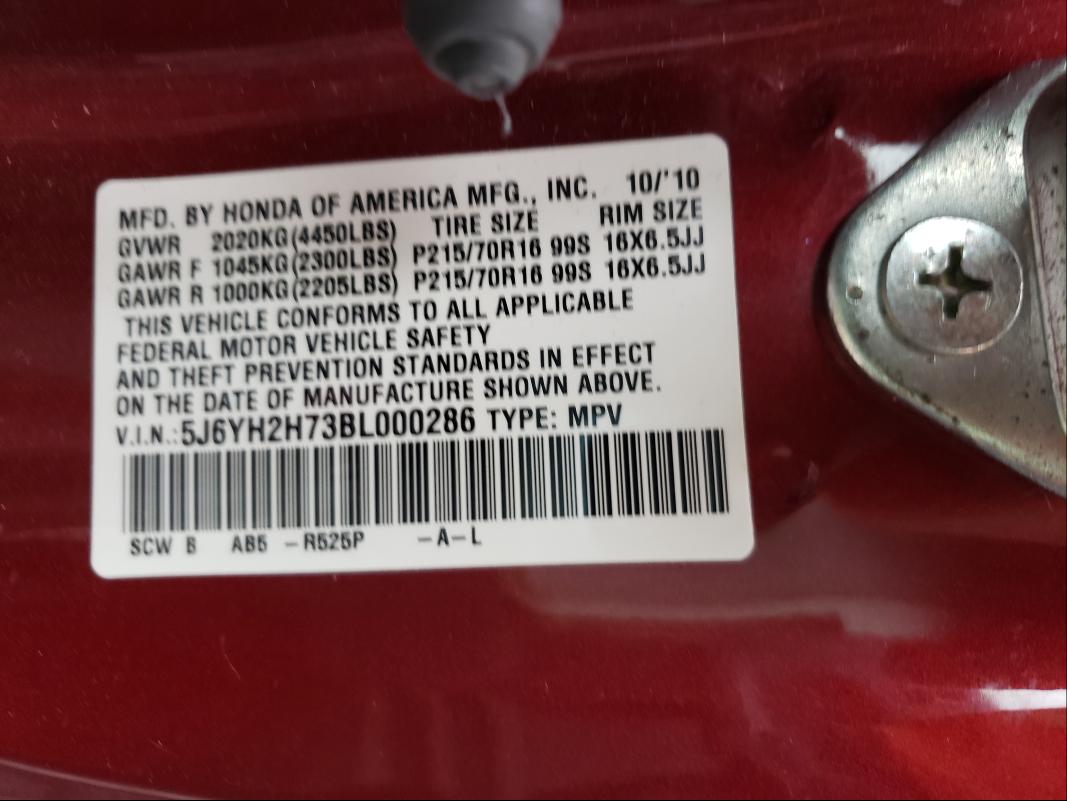 MFD. BY HONDA OF AMERICA MFG., INC. 10/'10
GVWR 2020KG(4450LBS) TIRE SIZE RIM SIZE
GAWR F 1045KG(2300LBS) P215/70R16 99S 16X6.5JJ
GAWR R 1000KG(2205LBS) P215/70R16 99S 16X6.5JJ
THIS VEHICLE CONFORMS TO ALL APPLICABLE
FEDERAL MOTOR VEHICLE SAFETY
AND THEFT PREVENTION STANDARDS IN EFFECT
ON THE DATE OF MANUFACTURE SHOWN ABOVE.
V.I.N.:5J6YH2H73BL000286 TYPE: MPV
SCW B AB5 -R525P -A-L